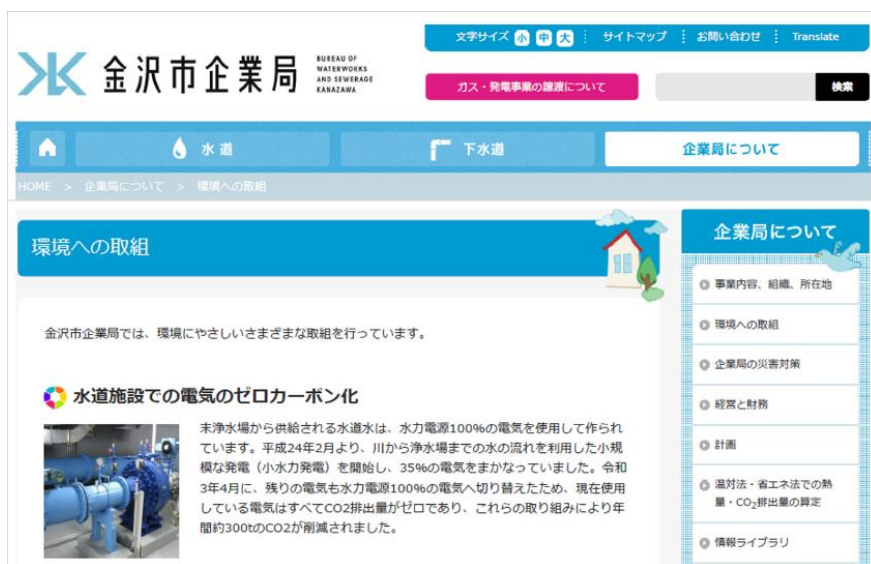 文字サイズ 小 中 大 サイトマップ お問い合わせ Translate
金沢市企業局
BUREAU OF
WATERWORKS
AND SEWERAGE
KANAZAWA
ガス・発電事業の譲渡について
検索
水道 下水道 企業局について
HOME > 企業局について > 環境への取組
環境への取組
金沢市企業局では、環境にやさしいさまざまな取組を行っています。
水道施設での電気のゼロカーボン化
末浄水場から供給される水道水は、水力電源100%の電気を使用して作られ
ています。平成24年2月より、川から浄水場までの水の流れを利用した小規
模な発電（小水力発電）を開始し、35%の電気をまかなっていました。令和
3年4月に、残りの電気も水力電源100%の電気へ切り替えたため、現在使用
している電気はすべてCO2排出量がゼロであり、これらの取り組みにより年
間約300tのCO2が削減されました。
企業局について
事業内容、組織、所在地
環境への取組
企業局の災害対策
経営と財務
計画
温対法・省エネ法での熱
量・CO₂排出量の算定
情報ライブラリ